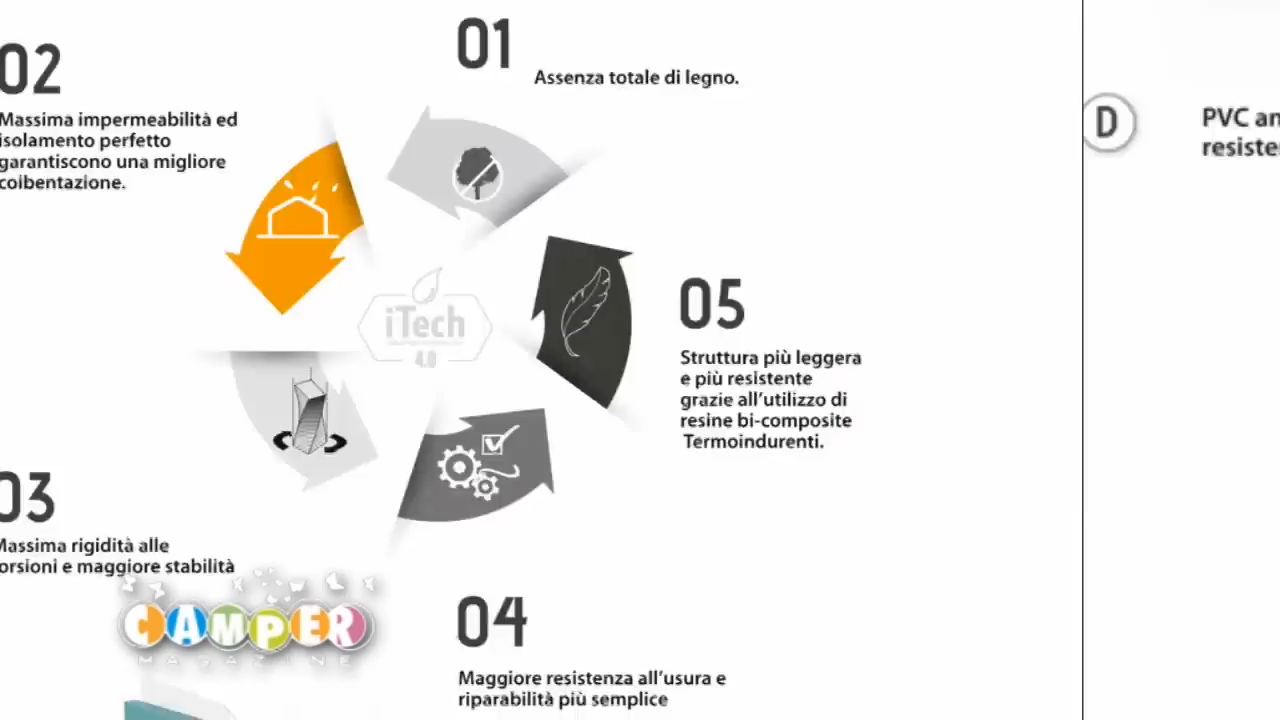 01
Assenza totale di legno.
02
Massima impermeabilità ed
isolamento perfetto
garantiscono una migliore
coibentazione.
iTech
4.0
05
Struttura più leggera
e più resistente
grazie all'utilizzo di
resine bi-composite
Termoindurenti.
03
Massima rigidità alle
orsioni e maggiore stabilità
CAMPER
MAGAZINE
04
Maggiore resistenza all'usura e
riparabilità più semplice
D
PVC an
resiste